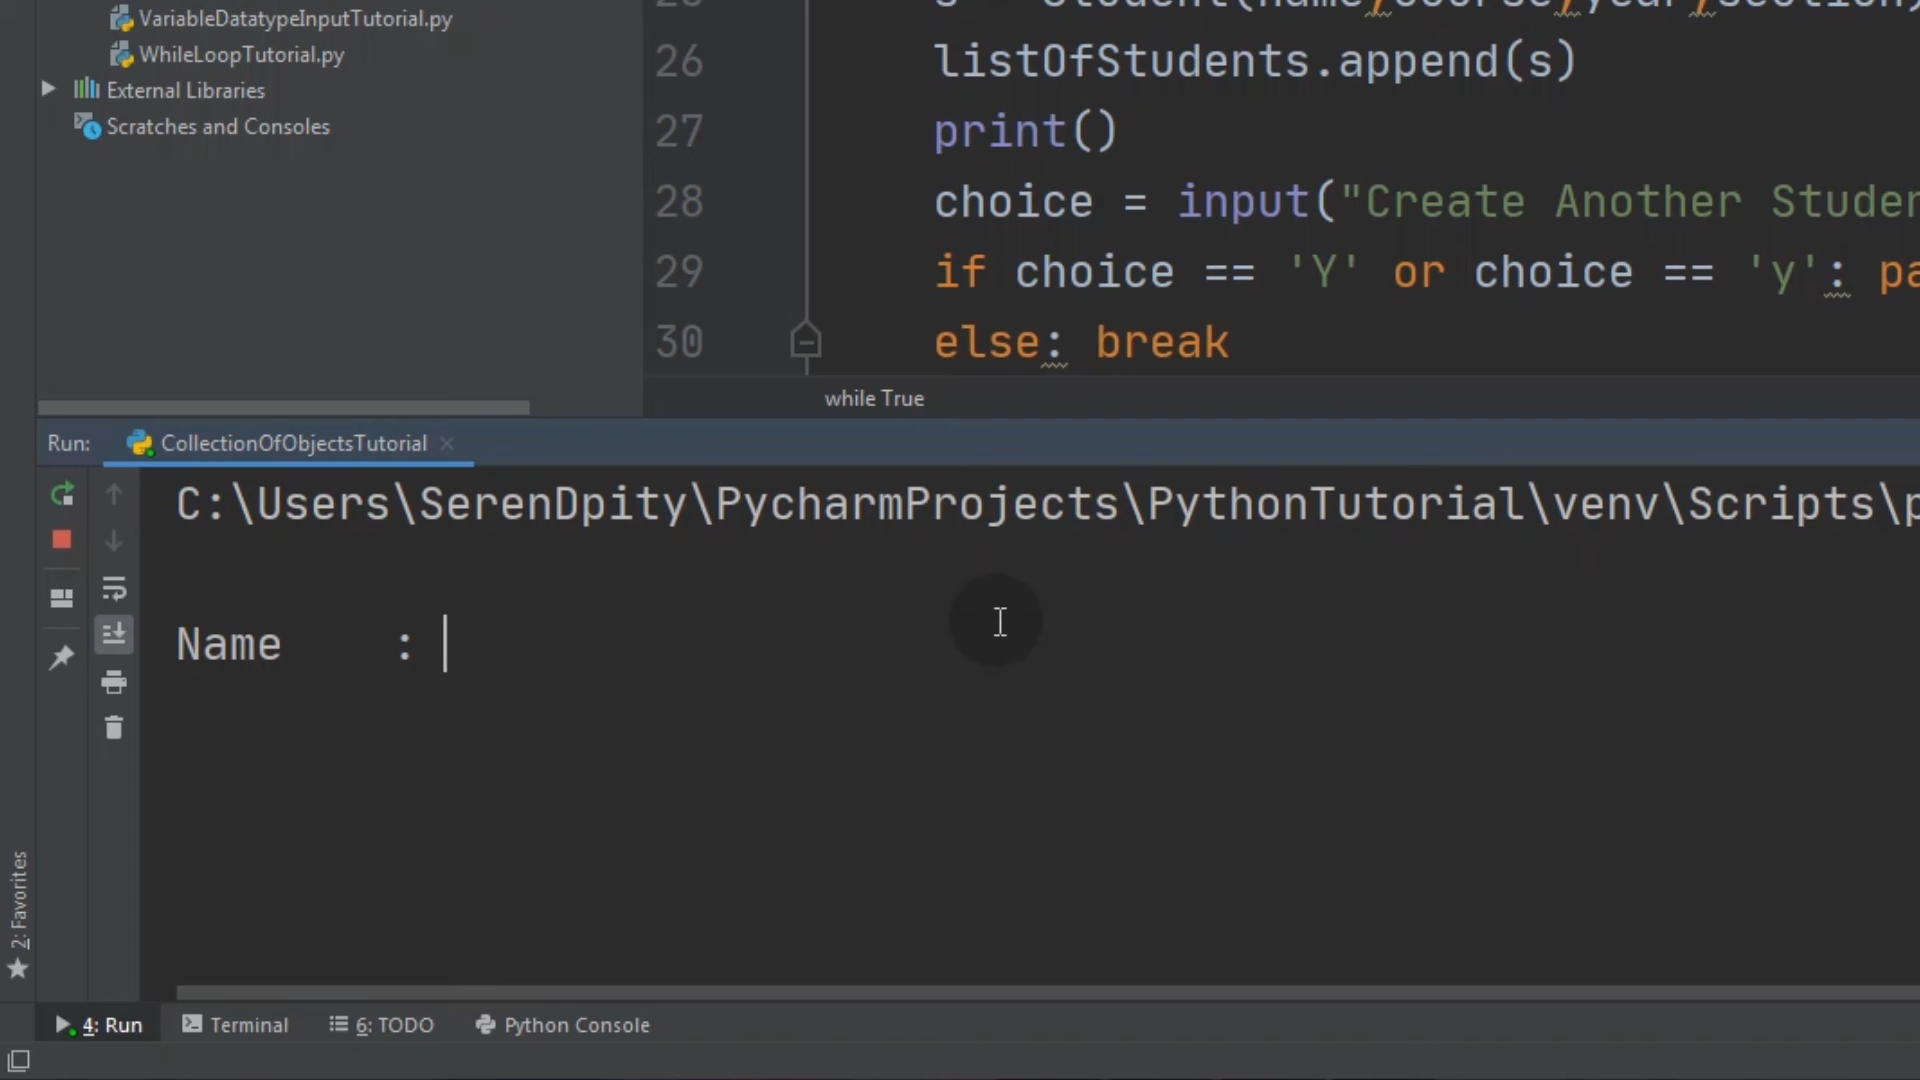 VariableDatatypeInputTutorial.py
WhileLoopTutorial.py
External Libraries
Scratches and Consoles
26 listOfStudents.append(s)
27 print()
28 choice = input("Create Another
29 if choice == 'Y' or choice == 'y':
30 else: break
while True
Run: CollectionOfObjectsTutorial
C:\Users\SerenDpity\PycharmProjects\PythonTutorial\venv\Scripts\
Name :
2: Favorites
4: Run Terminal 6: TODO Python Console